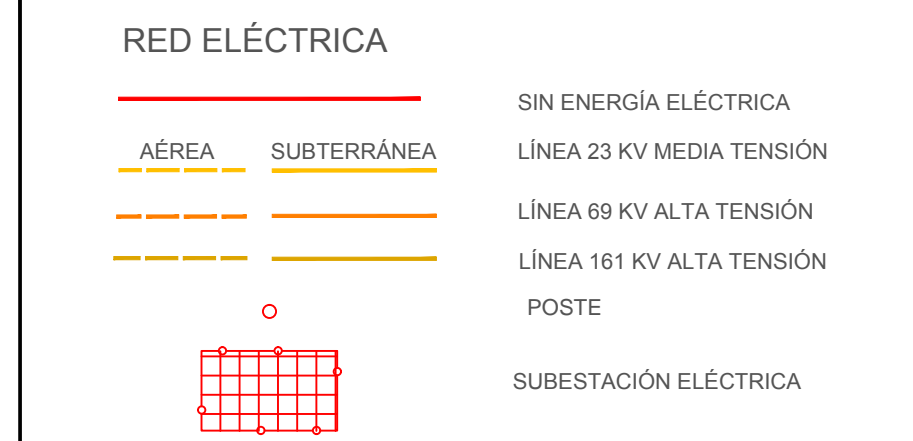 RED ELÉCTRICA
SIN ENERGÍA ELÉCTRICA
AÉREA SUBTERRÁNEA LÍNEA 23 KV MEDIA TENSIÓN
LÍNEA 69 KV ALTA TENSIÓN
LÍNEA 161 KV ALTA TENSIÓN
POSTE
SUBESTACIÓN ELÉCTRICA